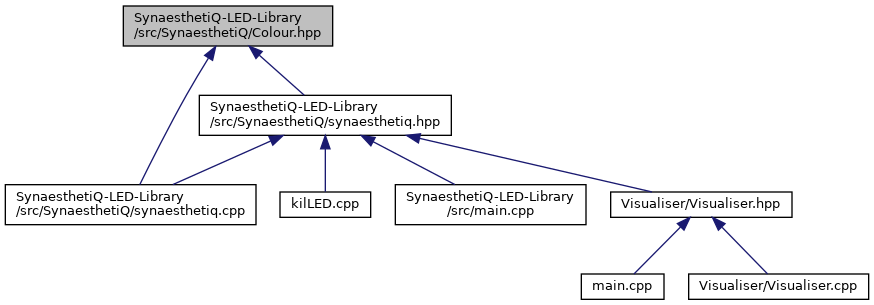 SynaesthetiQ-LED-Library
/src/SynaesthetiQ/Colour.hpp
SynaesthetiQ-LED-Library
/src/SynaesthetiQ/synaesthetiq.hpp
SynaesthetiQ-LED-Library
/src/SynaesthetiQ/synaesthetiq.cpp
killLED.cpp
SynaesthetiQ-LED-Library
/src/main.cpp
Visualiser/Visualiser.hpp
main.cpp
Visualiser/Visualiser.cpp